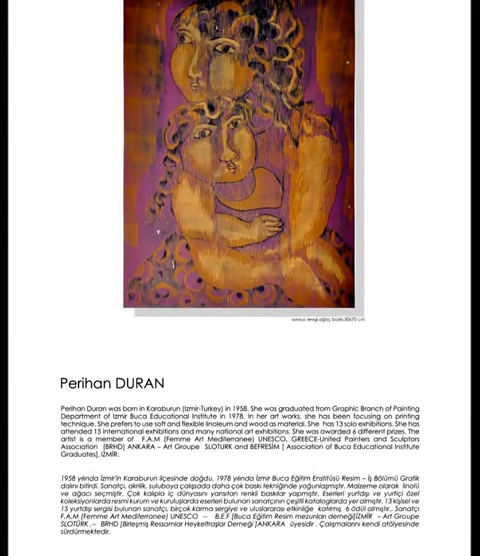 sonsuz sevgi,ağaç baskı,50x70 cm
Perihan DURAN
Perihan Duran was born in Karaburun (Izmir-Turkey) in 1958. She was graduated from Graphic Branch of Painting
Department of Izmir Buca Educational Institute in 1978. In her art works, she has been focusing on printing
technique. She prefers to use soft and flexible linoleum and wood as material. She has 13 solo exhibitions. She has
attended 15 international exhibitions and many national art exhibitions. She was awarded 6 different prizes. The
artist is a member of F.A.M (Femme Art Mediterranee) UNESCO, GREECE-United Painters and Sculptors
Association [BRHD] ANKARA – Art Groupe SLOTURK and BEFRESİM [ Association of Buca Educational Institute
Graduates], İZMİR.
1958 yılında İzmir'in Karaburun ilçesinde doğdu. 1978 yılında İzmir Buca Eğitim Enstitüsü Resim – İş Bölümü Grafik
dalını bitirdi. Sanatçı, akrilik, suluboya çalışsada daha çok baskı tekniğinde yoğunlaşmıştır. Malzeme olarak linolü
ve ağacı seçmiştir. Çok kalıpla iç dünyasını yansıtan renkli baskılar yapmıştır. Eserleri yurtdışı ve yurtiçi özel
koleksiyonlarda resmi kurum ve kuruluşlarda eserleri bulunan sanatçının çeşitli kataloglarda yer almıştır. 13 kişisel ve
15 yurtdışı sergisi bulunan sanatçı, birçok karma sergiye ve uluslararası etkinliğe katılmış 6 ödül almıştır.. Sanatçı
F.A.M (Femme Art Mediterranee) UNESCO -- B.E.F [Buca Eğitim Resim mezunları derneği]İZMİR – Art Groupe
SLOTÜRK ,-- BRHD [Birleşmiş Ressamlar Heykeltraşlar Derneği ]ANKARA üyesidir . Çalışmalarını kendi atölyesinde
sürdürmektedir.